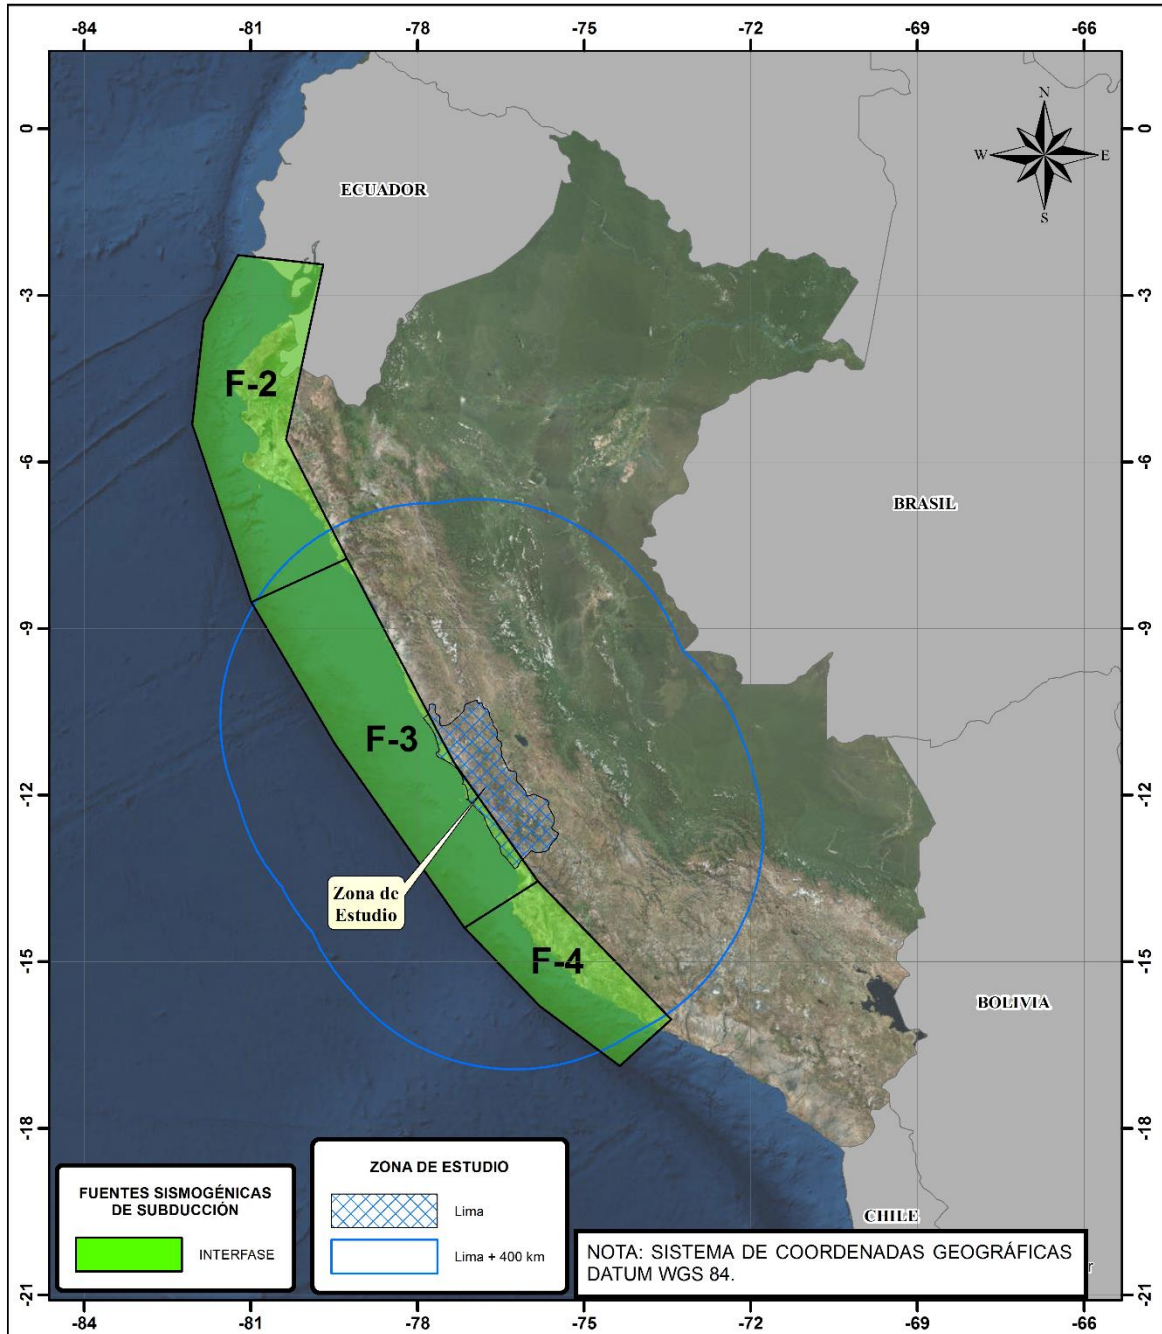 -84 -81 -78 -75 -72 -69 -66
0 0
-3 -3
-6 -6
-9 -9
-12 -12
-15 -15
-18 -18
-21 -21
N
W E
S
ECUADOR
BRASIL
BOLIVIA
CHILE
F-2
F-3
F-4
Zona de
Estudio
FUENTES SISMOGÉNICAS
DE SUBDUCCIÓN
INTERFASE
ZONA DE ESTUDIO
Lima
Lima + 400 km
NOTA: SISTEMA DE COORDENADAS GEOGRÁFICAS
DATUM WGS 84.
r
-84 -81 -78 -75 -72 -69 -66